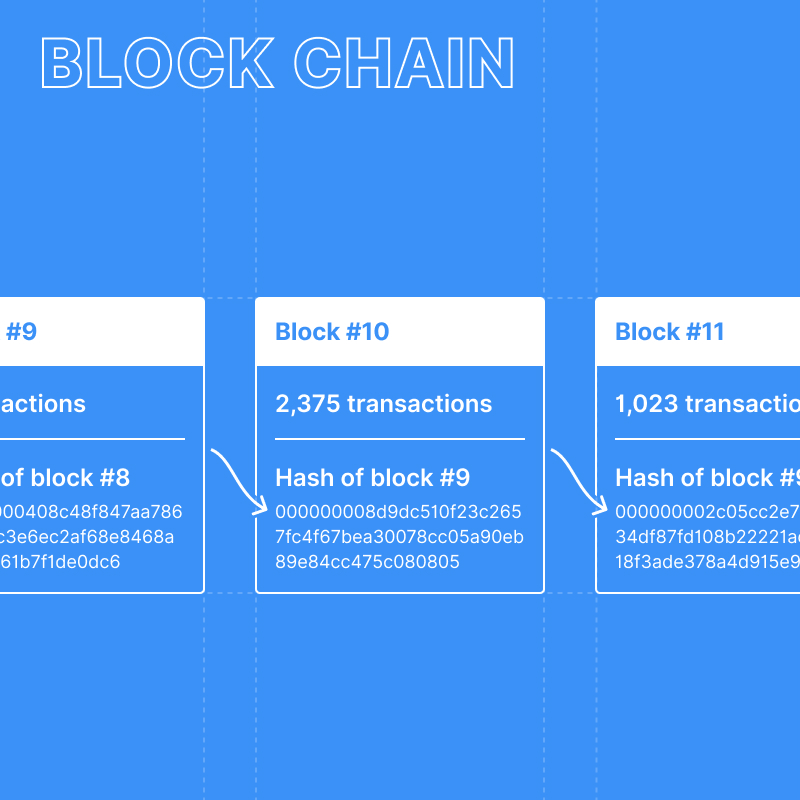 BLOCK CHAIN
#9
actions
of block #8
00408c48f847aa786
c3e6ec2af68e8468a
61b7f1de0dc6
Block #10
2,375 transactions
Hash of block #9
000000008d9dc510f23c265
7fc4f67bea30078cc05a90eb
89e84cc475c080805
Block #11
1,023 transactio
Hash of block #9
000000002c05cc2e7
34df87fd108b22221a
18f3ade378a4d915e9